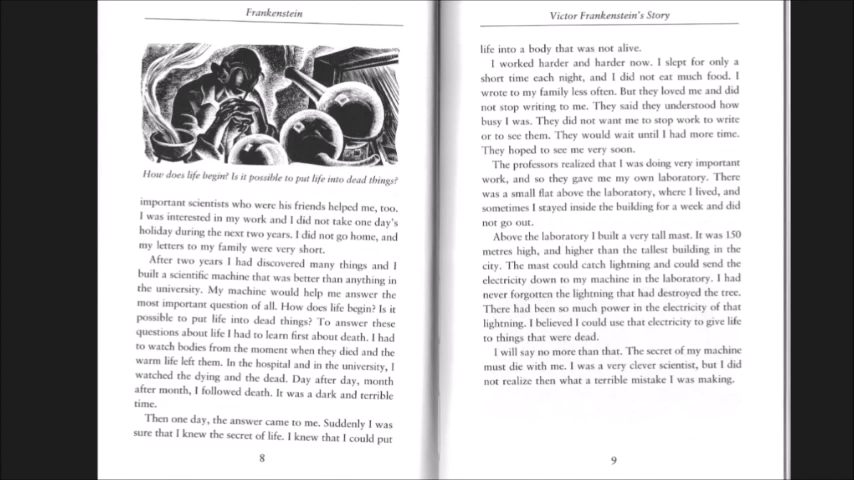 Frankenstein
How does life begin? Is it possible to put life into dead things?
important scientists who were his friends helped me, too.
I was interested in my work and I did not take one day's
holiday during the next two years. I did not go home, and
my letters to my family were very short.
After two years I had discovered many things and I
built a scientific machine that was better than anything in
the university. My machine would help me answer the
most important question of all. How does life begin? Is it
possible to put life into dead things? To answer these
questions about life I had to learn first about death. I had
to watch bodies from the moment when they died and the
warm life left them. In the hospital and in the university, I
watched the dying and the dead. Day after day, month
after month, I followed death. It was a dark and terrible
time.
Then one day, the answer came to me. Suddenly I was
sure that I knew the secret of life. I knew that I could put
8
Victor Frankenstein's Story
life into a body that was not alive.
I worked harder and harder now. I slept for only a
short time each night, and I did not eat much food. I
wrote to my family less often. But they loved me and did
not stop writing to me. They said they understood how
busy I was. They did not want me to stop work to write
or to see them. They would wait until I had more time.
They hoped to see me very soon.
The professors realized that I was doing very important
work, and so they gave me my own laboratory. There
was a small flat above the laboratory, where I lived, and
sometimes I stayed inside the building for a week and did
not go out.
Above the laboratory I built a very tall mast. It was 150
metres high, and higher than the tallest building in the
city. The mast could catch lightning and could send the
electricity down to my machine in the laboratory. I had
never forgotten the lightning that had destroyed the tree.
There had been so much power in the electricity of that
lightning. I believed I could use that electricity to give life
to things that were dead.
I will say no more than that. The secret of my machine
must die with me. I was a very clever scientist, but I did
not realize then what a terrible mistake I was making.
9